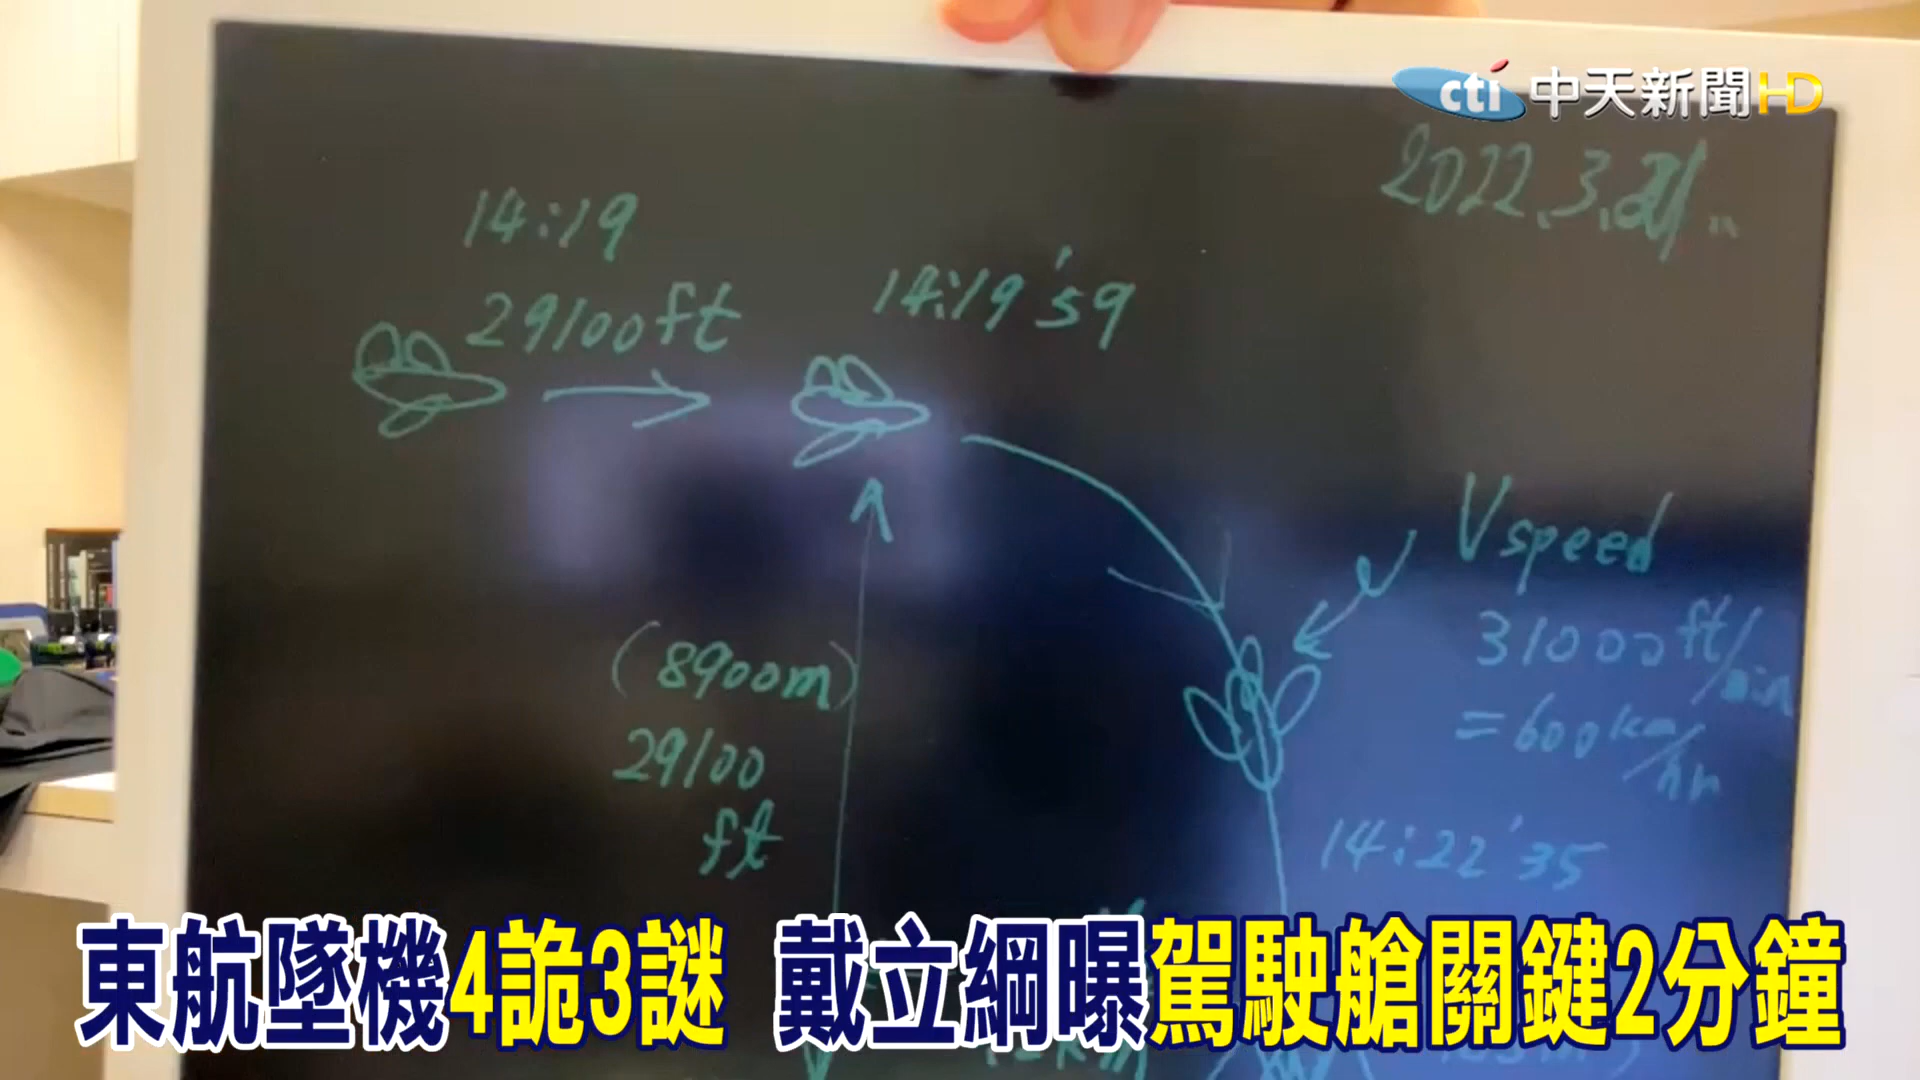 cti 中天新聞HD
2022.3.21
14:19
29100ft
14:19'59
Vspeed
31000ft/min
=600km/hr
(8900m)
29100
ft
14:22'35
東航墜機4詭3謎 戴立綱曝駕駛艙關鍵2分鐘